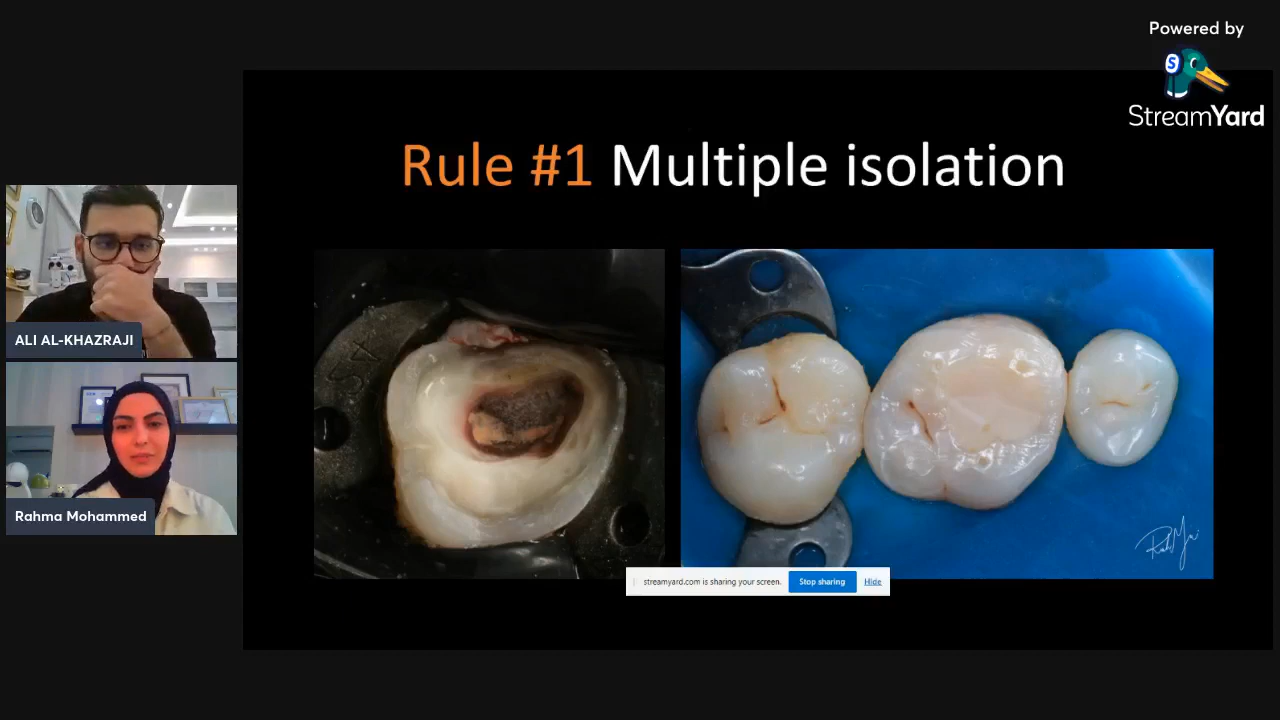 Powered by
StreamYard
Rule #1 Multiple isolation
ALI AL-KHAZRAJI
Rahma Mohammed
streamyard.com is sharing your screen. Stop sharing Hide